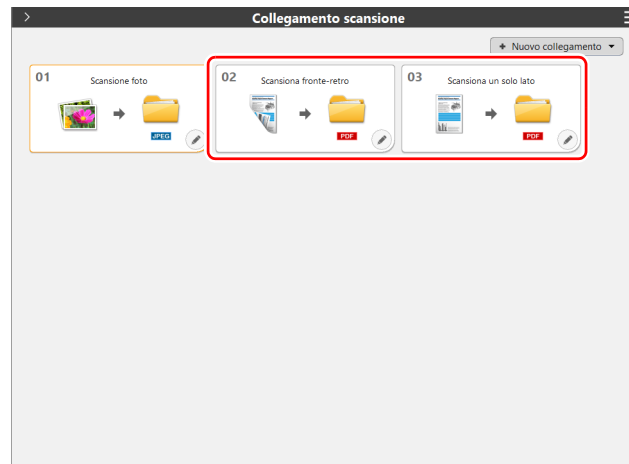 Collegamento scansione
+ Nuovo collegamento
01 Scansione foto
JPEG
02 Scansiona fronte-retro
PDF
03 Scansiona un solo lato
PDF